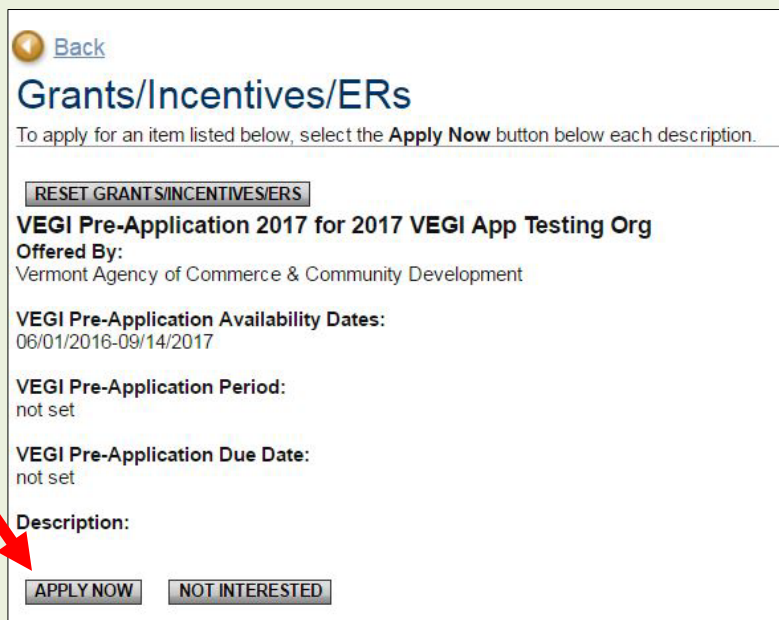 Back
Grants/Incentives/ERs
To apply for an item listed below, select the Apply Now button below each description.
RESET GRANTS/INCENTIVES/ERS
VEGI Pre-Application 2017 for 2017 VEGI App Testing Org
Offered By:
Vermont Agency of Commerce & Community Development
VEGI Pre-Application Availability Dates:
06/01/2016-09/14/2017
VEGI Pre-Application Period:
not set
VEGI Pre-Application Due Date:
not set
Description:
APPLY NOW NOT INTERESTED